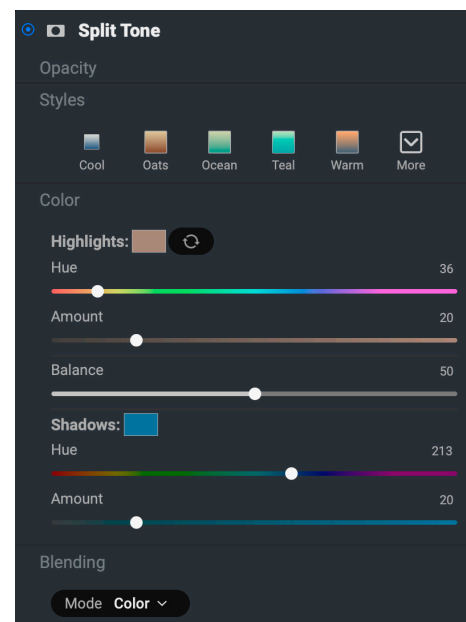 Split Tone
Opacity
Styles
Cool Oats Ocean Teal Warm More
Color
Highlights:
Hue 36
Amount 20
Balance 50
Shadows:
Hue 213
Amount 20
Blending
Mode Color